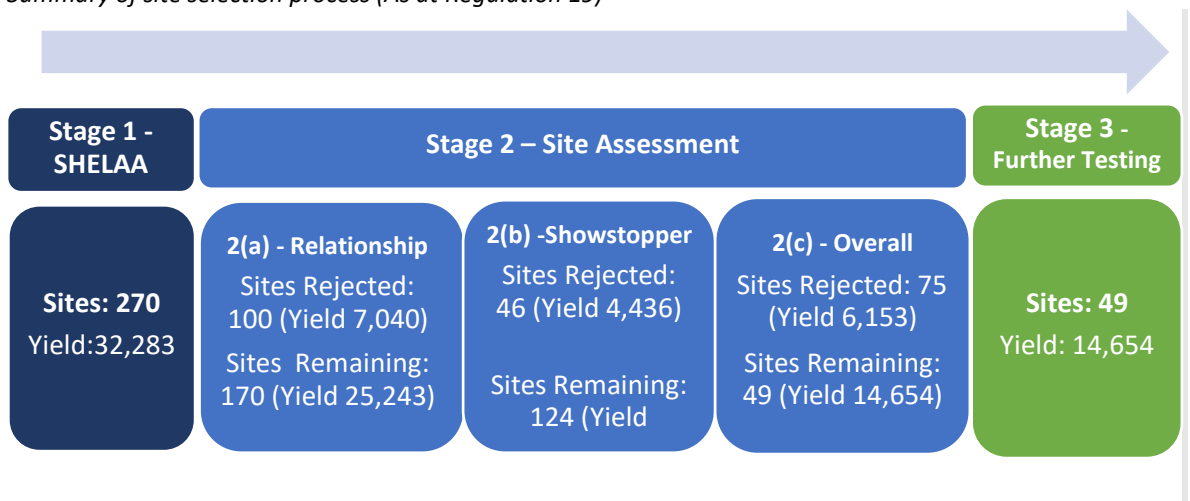 Stage 1 -
SHELAA
Stage 2 – Site Assessment
Stage 3 -
Further Testing
Sites: 270
Yield:32,283
2(a) - Relationship
Sites Rejected:
100 (Yield 7,040)
Sites Remaining:
170 (Yield 25,243)
2(b) -Showstopper
Sites Rejected:
46 (Yield 4,436)
Sites Remaining:
124 (Yield
2(c) - Overall
Sites Rejected: 75
(Yield 6,153)
Sites Remaining:
49 (Yield 14,654)
Sites: 49
Yield: 14,654